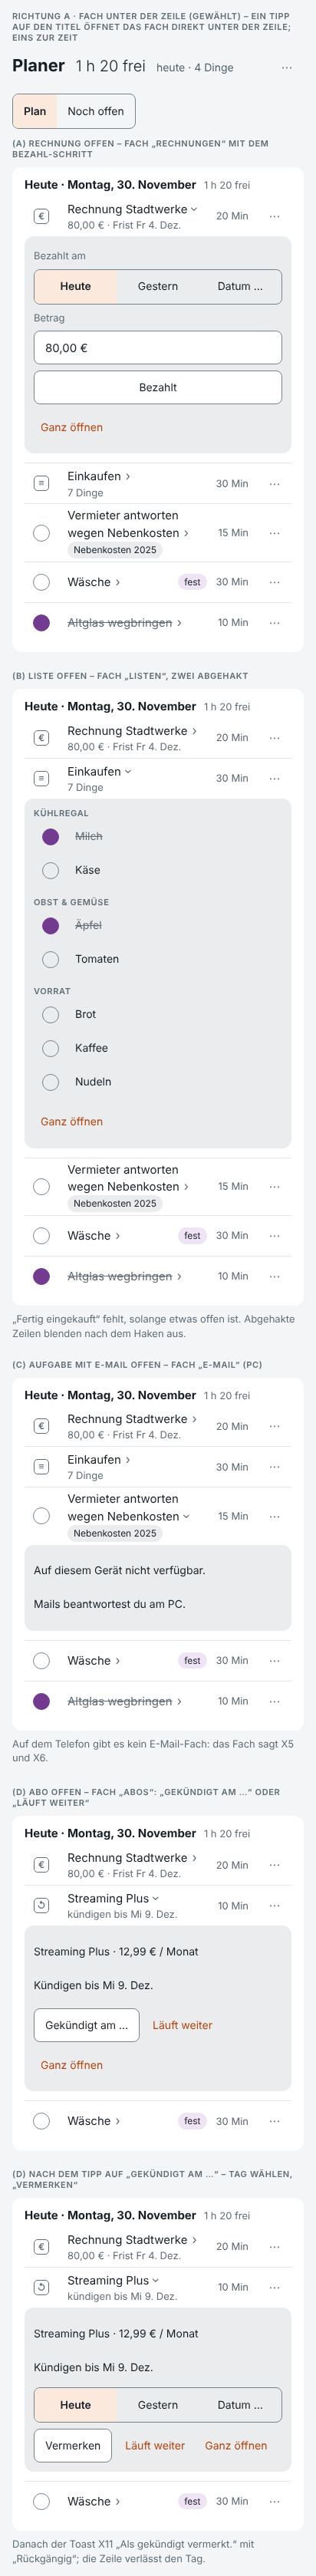 RICHTUNG A · FACH UNTER DER ZEILE (GEWÄHLT) – EIN TIPP
AUF DEN TITEL ÖFFNET DAS FACH DIREKT UNTER DER ZEILE;
EINS ZUR ZEIT
Planer 1 h 20 frei heute · 4 Dinge ···
Plan Noch offen
(A) RECHNUNG OFFEN – FACH „RECHNUNGEN“ MIT DEM
BEZAHL-SCHRITT
Heute · Montag, 30. November 1 h 20 frei
€ Rechnung Stadtwerke 20 Min ···
80,00 € · Frist Fr 4. Dez.
Bezahlt am
Heute Gestern Datum ...
Betrag
80,00 €
Bezahlt
Ganz öffnen
Einkaufen › 30 Min ···
7 Dinge
Vermieter antworten
wegen Nebenkosten › 15 Min ···
Nebenkosten 2025
Wäsche › fest 30 Min ···
Altglas wegbringen › 10 Min ···
(B) LISTE OFFEN – FACH „LISTEN“, ZWEI ABGEHAKT
Heute · Montag, 30. November 1 h 20 frei
€ Rechnung Stadtwerke › 20 Min ···
80,00 € · Frist Fr 4. Dez.
Einkaufen 30 Min ···
7 Dinge
KÜHLREGAL
Milch
Käse
OBST & GEMÜSE
Äpfel
Tomaten
VORRAT
Brot
Kaffee
Nudeln
Ganz öffnen
Vermieter antworten
wegen Nebenkosten › 15 Min ···
Nebenkosten 2025
Wäsche › fest 30 Min ···
Altglas wegbringen › 10 Min ···
„Fertig eingekauft“ fehlt, solange etwas offen ist. Abgehakte
Zeilen blenden nach dem Haken aus.
(C) AUFGABE MIT E-MAIL OFFEN – FACH „E-MAIL“ (PC)
Heute · Montag, 30. November 1 h 20 frei
€ Rechnung Stadtwerke › 20 Min ···
80,00 € · Frist Fr 4. Dez.
Einkaufen › 30 Min ···
7 Dinge
Vermieter antworten
wegen Nebenkosten 15 Min ···
Nebenkosten 2025
Auf diesem Gerät nicht verfügbar.
Mails beantwortest du am PC.
Wäsche › fest 30 Min ···
Altglas wegbringen › 10 Min ···
Auf dem Telefon gibt es kein E-Mail-Fach: das Fach sagt X5
und X6.
(D) ABO OFFEN – FACH „ABOS“: „GEKÜNDIGT AM ...“ ODER
„LÄUFT WEITER“
Heute · Montag, 30. November 1 h 20 frei
€ Rechnung Stadtwerke › 20 Min ···
80,00 € · Frist Fr 4. Dez.
Streaming Plus 10 Min ···
kündigen bis Mi 9. Dez.
Streaming Plus · 12,99 € / Monat
Kündigen bis Mi 9. Dez.
Gekündigt am ... Läuft weiter
Ganz öffnen
Wäsche › fest 30 Min ···
(D) NACH DEM TIPP AUF „GEKÜNDIGT AM ...“ – TAG WÄHLEN,
„VERMERKEN“
Heute · Montag, 30. November 1 h 20 frei
€ Rechnung Stadtwerke › 20 Min ···
80,00 € · Frist Fr 4. Dez.
Streaming Plus 10 Min ···
kündigen bis Mi 9. Dez.
Streaming Plus · 12,99 € / Monat
Kündigen bis Mi 9. Dez.
Heute Gestern Datum ...
Vermerken Läuft weiter Ganz öffnen
Wäsche › fest 30 Min ···
Danach der Toast X11 „Als gekündigt vermerkt.“ mit
„Rückgängig“; die Zeile verlässt den Tag.